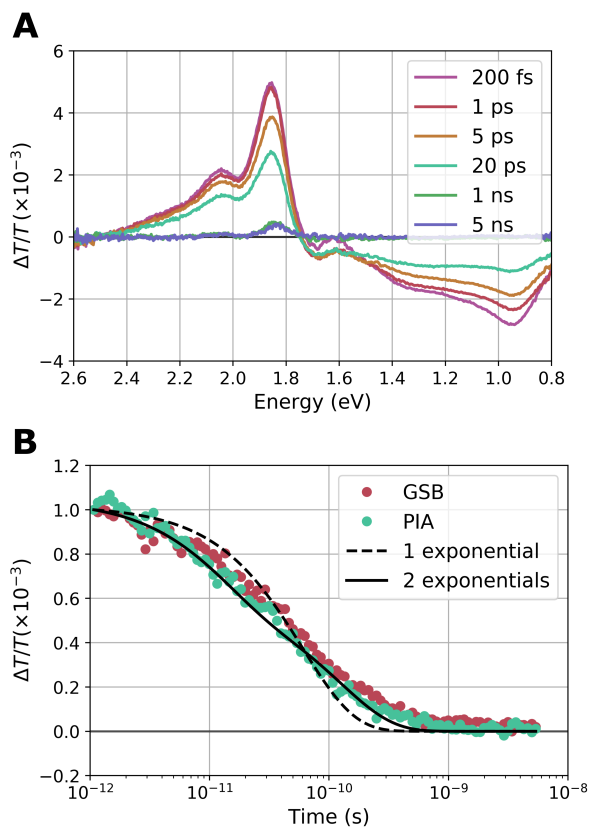 A
6
4
2
0
−2
−4
ΔT/T (×10⁻³)
200 fs
1 ps
5 ps
20 ps
1 ns
5 ns
2.6 2.4 2.2 2.0 1.8 1.6 1.4 1.2 1.0 0.8
Energy (eV)
B
1.2
1.0
0.8
0.6
0.4
0.2
0.0
−0.2
ΔT/T(×10⁻³)
GSB
PIA
1 exponential
2 exponentials
10⁻¹² 10⁻¹¹ 10⁻¹⁰ 10⁻⁹ 10⁻⁸
Time (s)